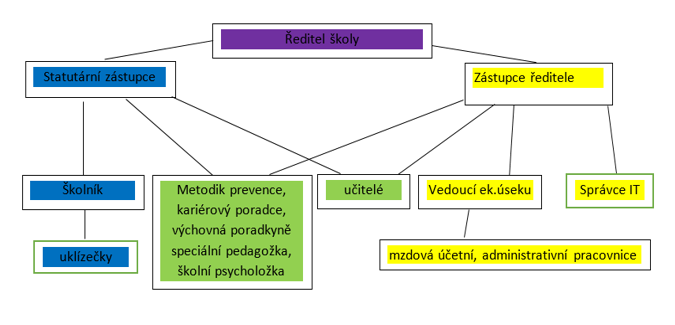 Ředitel školy
Statutární zástupce
Zástupce ředitele
Školník
Metodik prevence,
kariérový poradce,
výchovná poradkyně
speciální pedagožka,
školní psycholožka
učitelé
Vedoucí ek.úseku
Správce IT
uklízečky
mzdová účetní, administrativní pracovnice